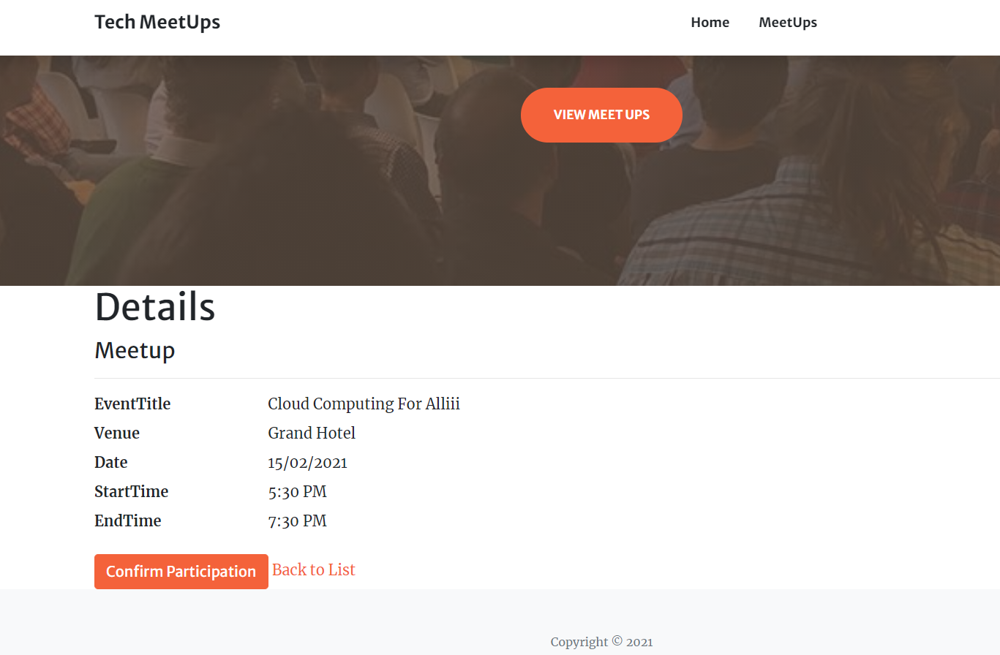 Tech MeetUps
Home MeetUps
VIEW MEET UPS
Details
Meetup
EventTitle Cloud Computing For Alliii
Venue Grand Hotel
Date 15/02/2021
StartTime 5:30 PM
EndTime 7:30 PM
Confirm Participation Back to List
Copyright © 2021